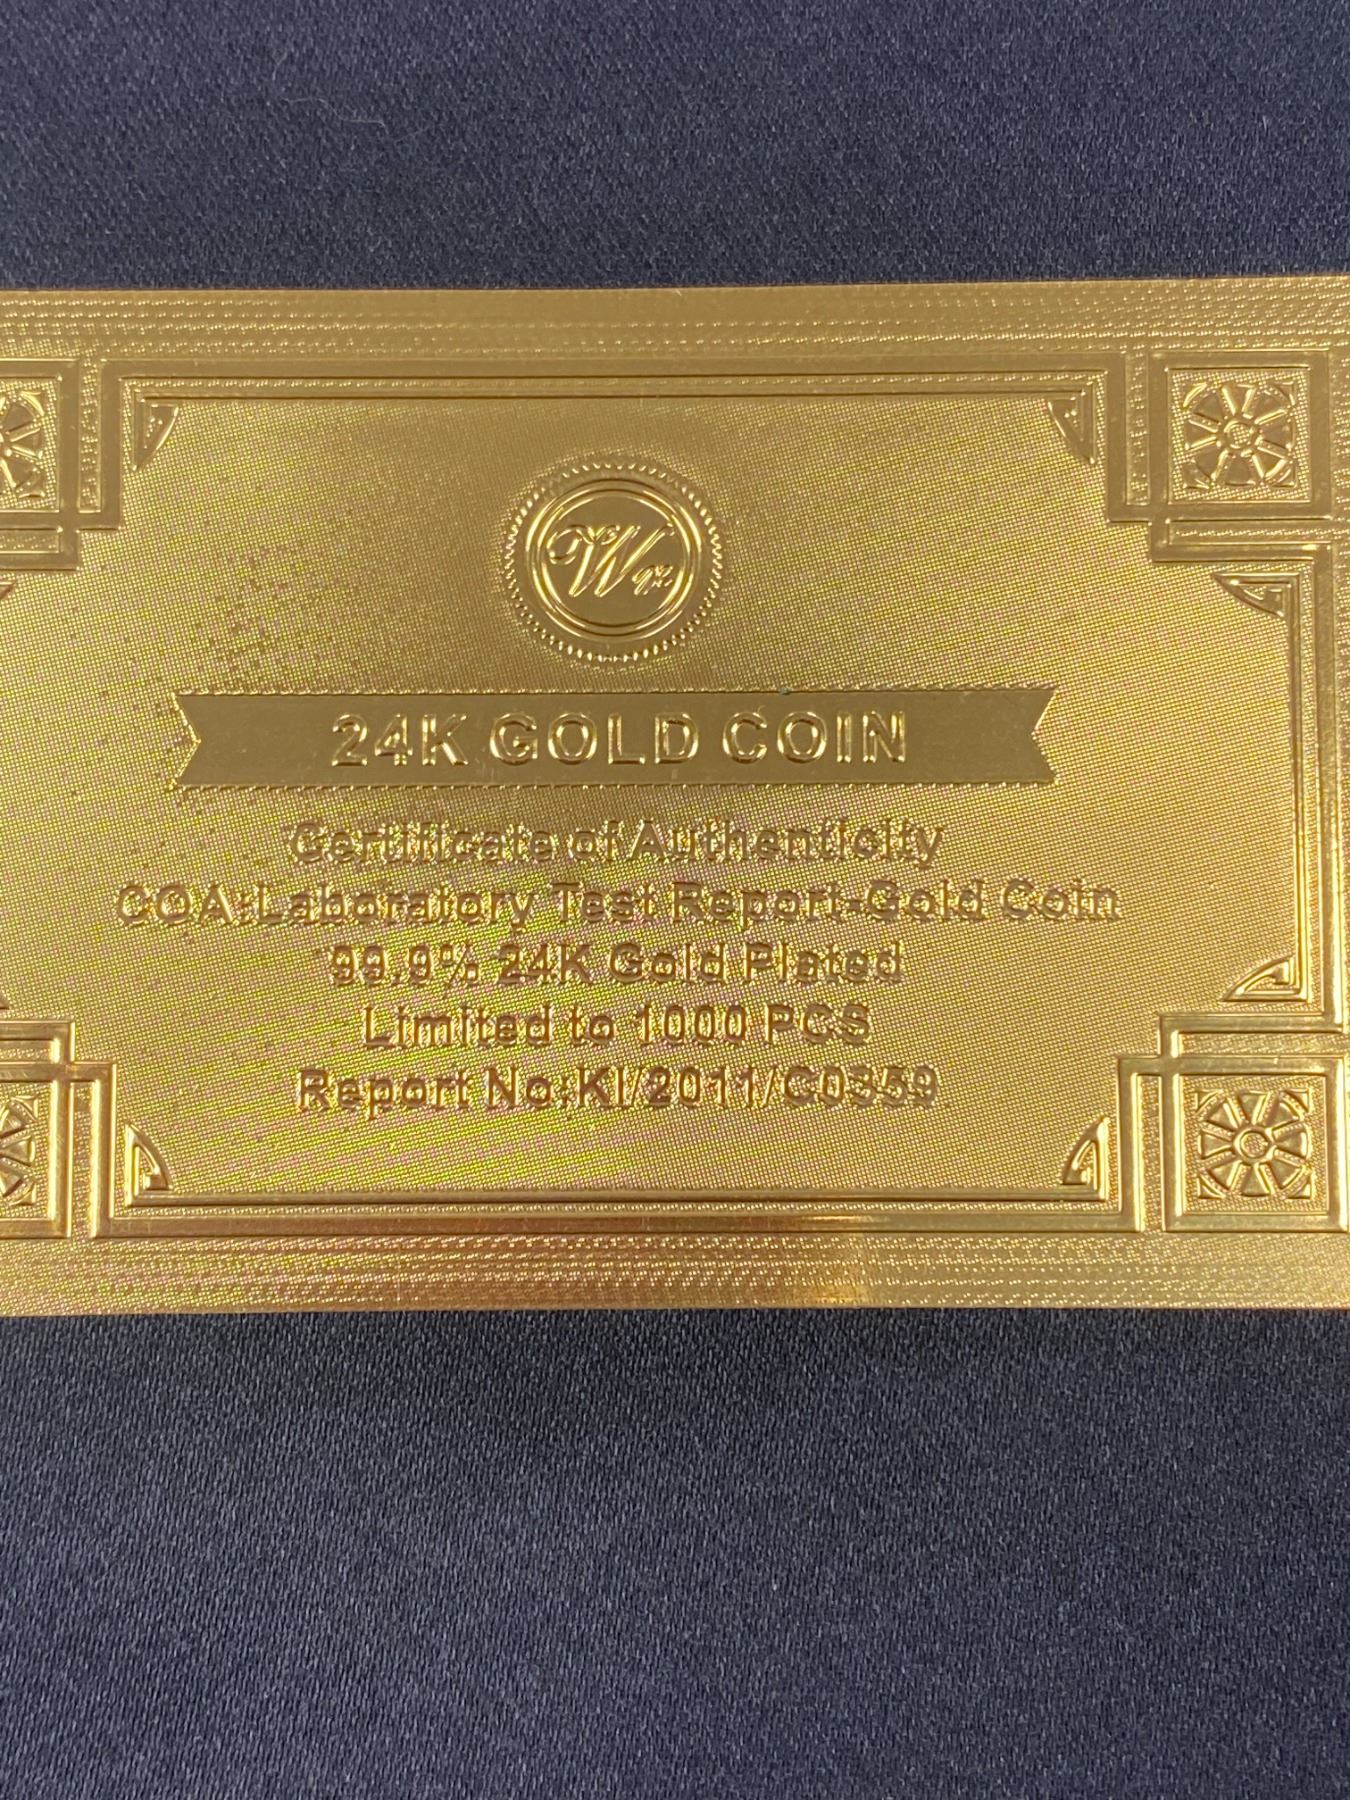 24K GOLD COIN
Certificate of Authenticity
COA:Laboratory Test Report-Gold Coin
99.9% 24K Gold Plated
Limited to 1000 PCS
Report No:KI/2011/C0359